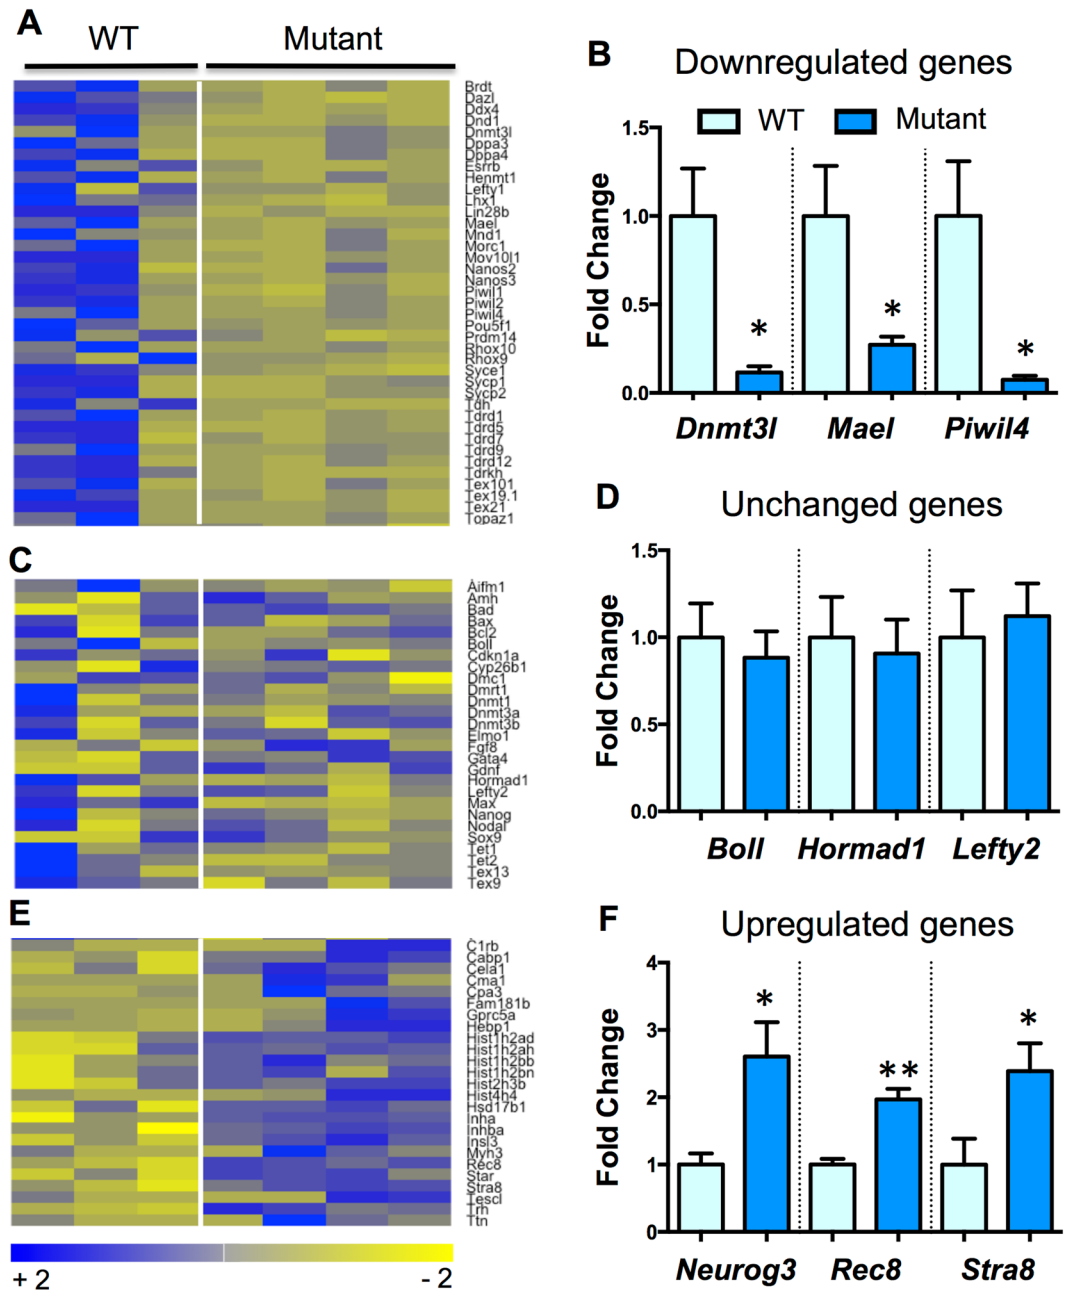 A
WT
Mutant
Brdt
Dazl
Ddx4
Dnd1
Dnmt3l
Dppa3
Dppa4
Esrrb
Henmt1
Lefty1
Lhx1
Lin28b
Mael
Mnd1
Morc1
Mov10l1
Nanos2
Nanos3
Piwil1
Piwil2
Piwil4
Pou5f1
Prdm14
Rhox10
Rhox9
Syce1
Sycp1
Sycp2
Tdh
Tdrd1
Tdrd5
Tdrd7
Tdrd9
Tdrd12
Tdrkh
Tex101
Tex19.1
Tex21
Topaz1
B
Downregulated genes
WT
Mutant
Fold Change
1.5
1.0
0.5
0.0
*
*
*
Dnmt3l
Mael
Piwil4
C
Aifm1
Amh
Bad
Bax
Bcl2
Boll
Cdkn1a
Cyp26b1
Dmc1
Dmrt1
Dnmt1
Dnmt3a
Dnmt3b
Elmo1
Fgf8
Gata4
Gdnf
Hormad1
Lefty2
Max
Nanog
Nodal
Sox9
Tet1
Tet2
Tex13
Tex9
D
Unchanged genes
Fold Change
1.5
1.0
0.5
0.0
Boll
Hormad1
Lefty2
E
C1rb
Cabp1
Cela1
Cma1
Cpa3
Fam181b
Gprc5a
Hebp1
Hist1h2ad
Hist1h2ah
Hist1h2bb
Hist1h2bn
Hist2h3b
Hist4h4
Hsd17b1
Inha
Inhba
Insl3
Myh3
Rec8
Star
Stra8
Tescl
Trh
Ttn
+ 2
- 2
F
Upregulated genes
Fold Change
4
3
2
1
0
*
**
*
Neurog3
Rec8
Stra8